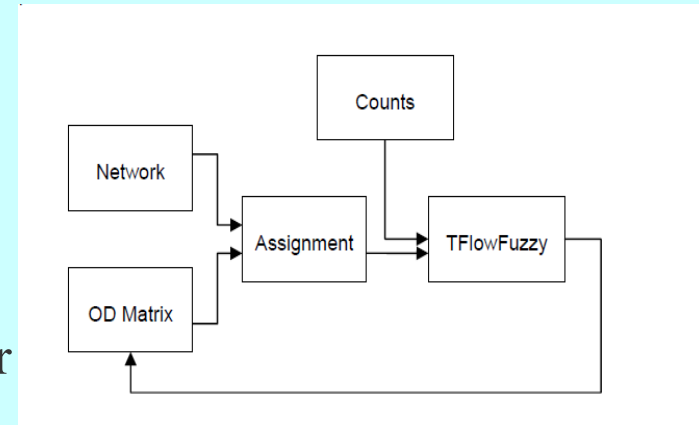 Counts
Network
Assignment
TFlowFuzzy
OD Matrix
r